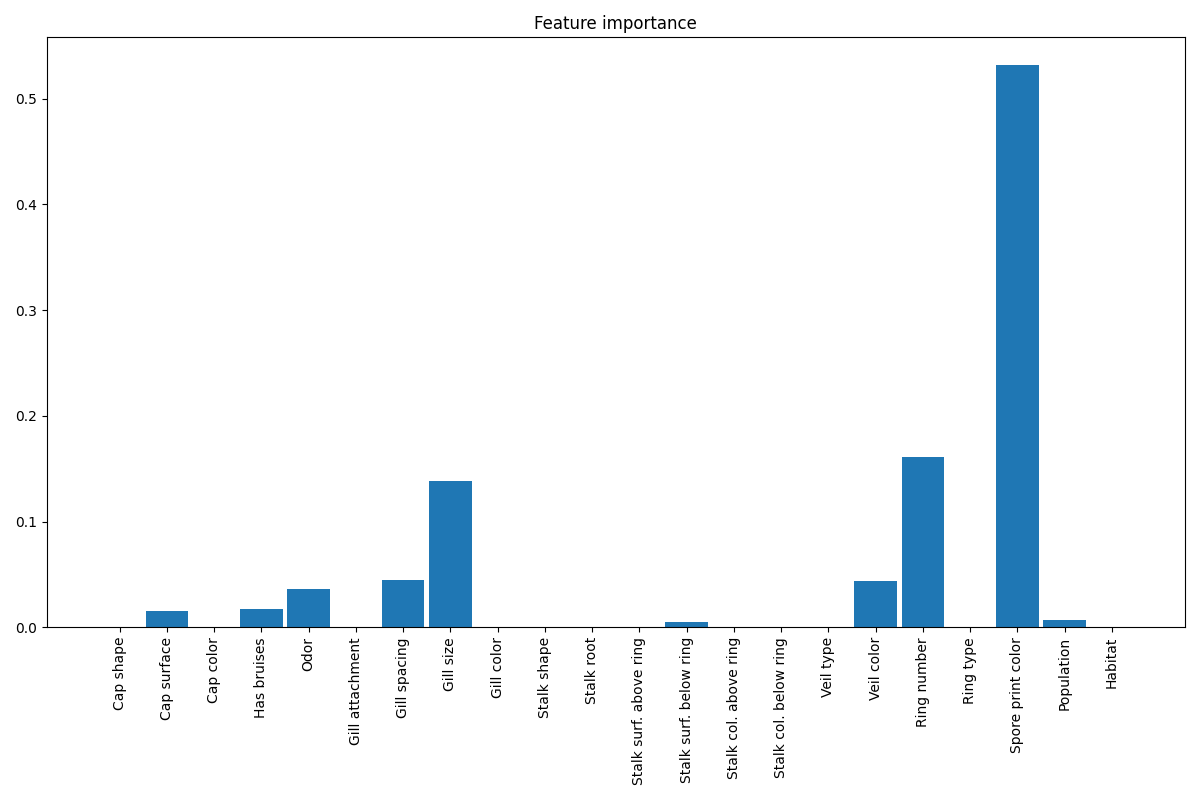 Feature importance
0.5
0.4
0.3
0.2
0.1
0.0
Cap shape
Cap surface
Cap color
Has bruises
Odor
Gill attachment
Gill spacing
Gill size
Gill color
Stalk shape
Stalk root
Stalk surf. above ring
Stalk surf. below ring
Stalk col. above ring
Stalk col. below ring
Veil type
Veil color
Ring number
Ring type
Spore print color
Population
Habitat